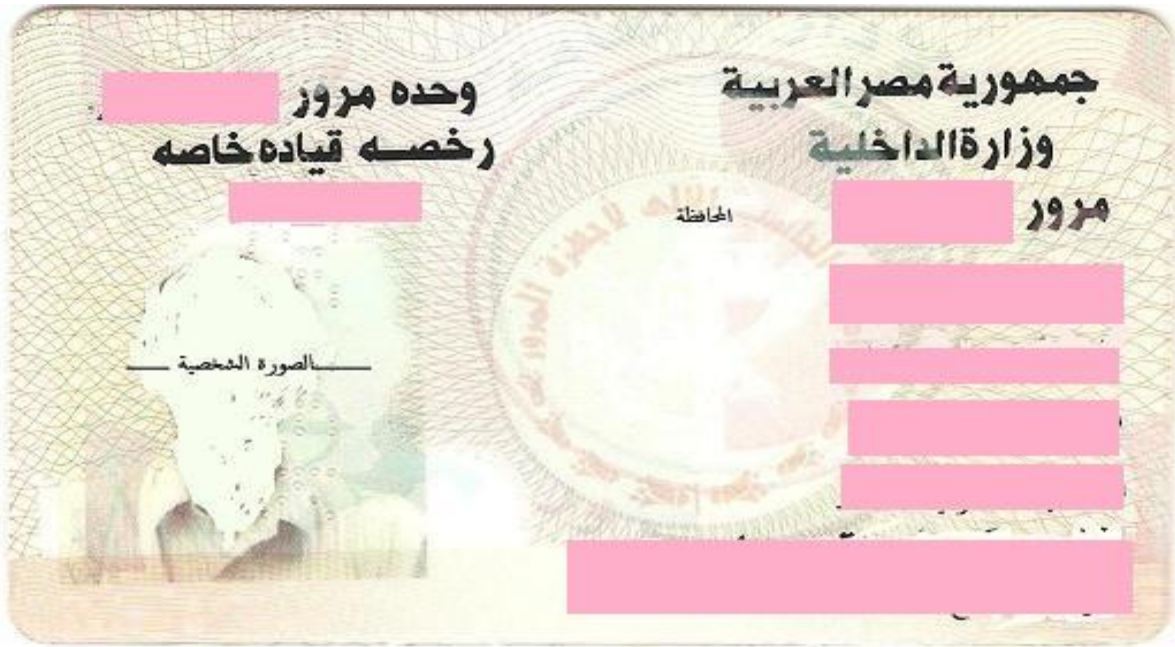 جمهورية مصر العربية
وزارة الداخلية
مرور
المحافظة
وحده مرور
رخصه قياده خاصه
الصورة الشخصية